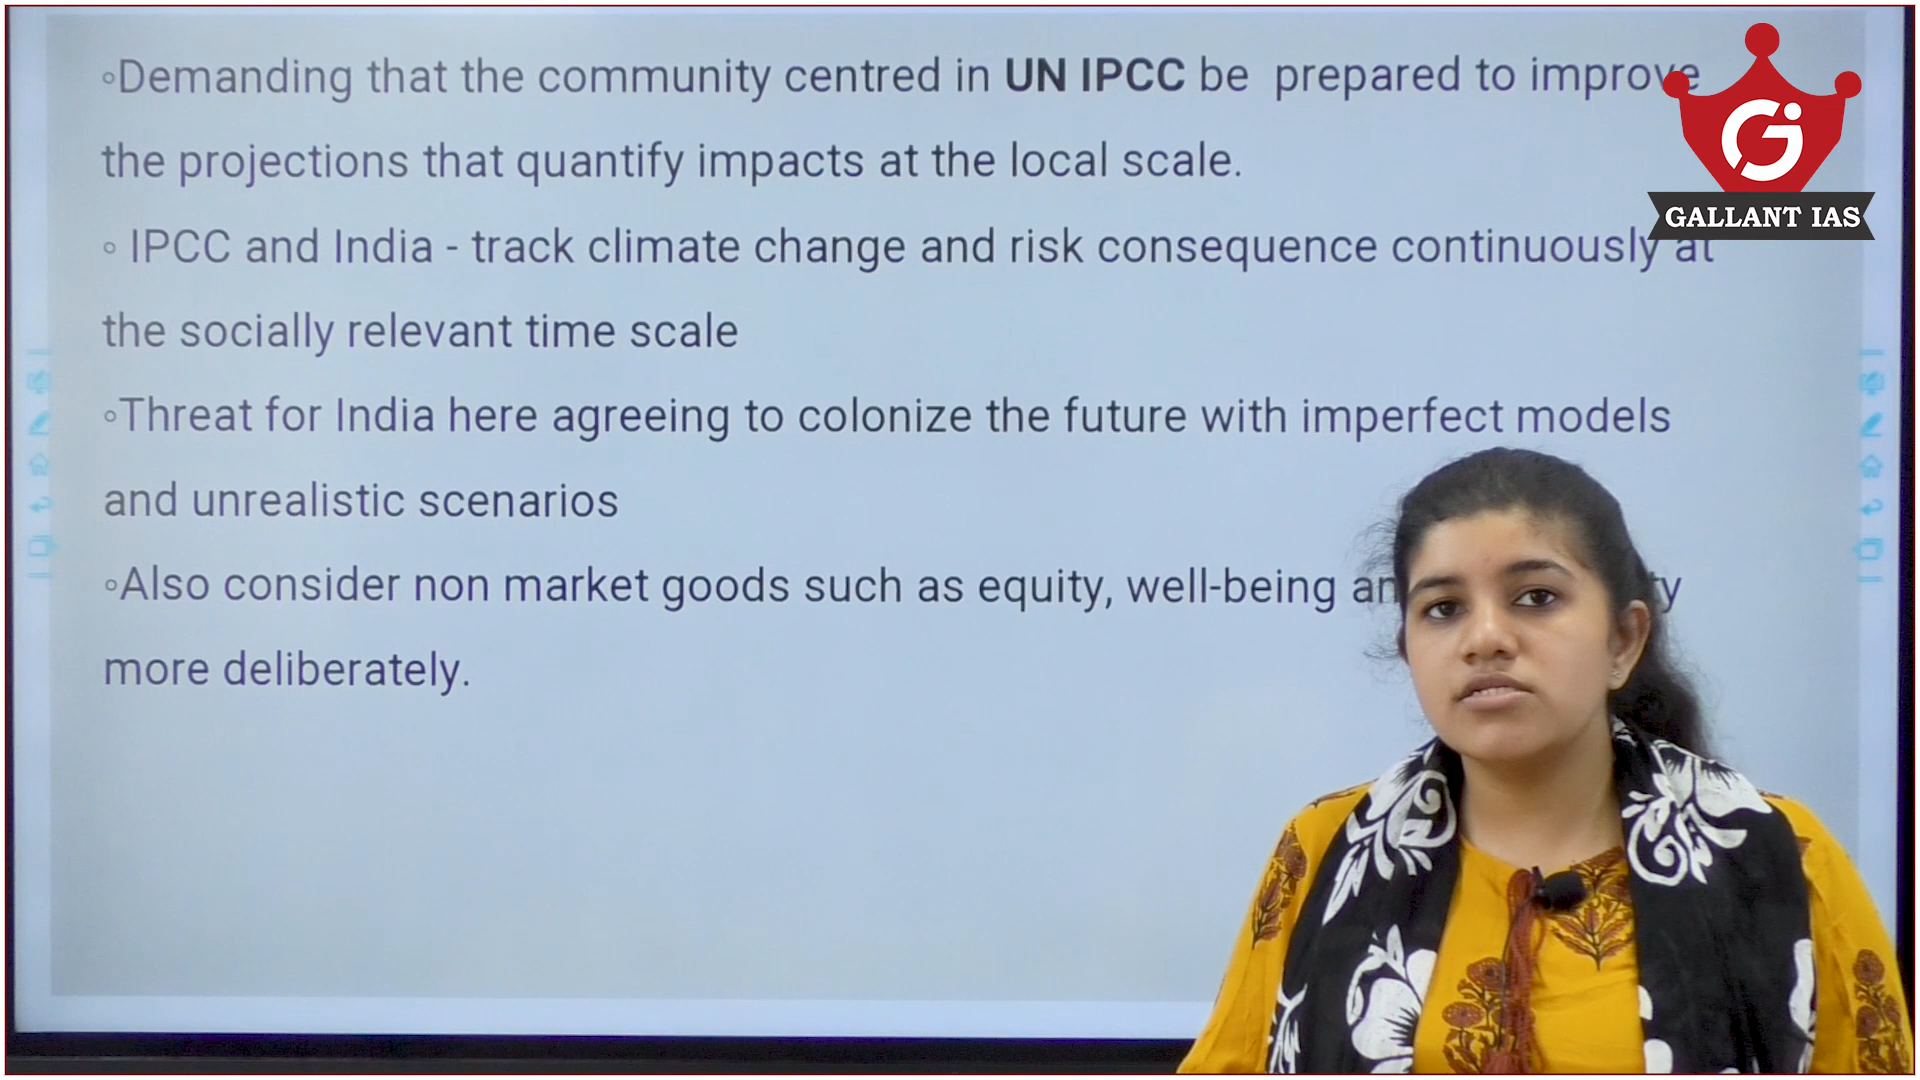 ◦Demanding that the community centred in UN IPCC be prepared to improve
the projections that quantify impacts at the local scale.
◦ IPCC and India - track climate change and risk consequence continuously at
the socially relevant time scale
◦Threat for India here agreeing to colonize the future with imperfect models
and unrealistic scenarios
◦Also consider non market goods such as equity, well-being
more deliberately.
GALLANT IAS